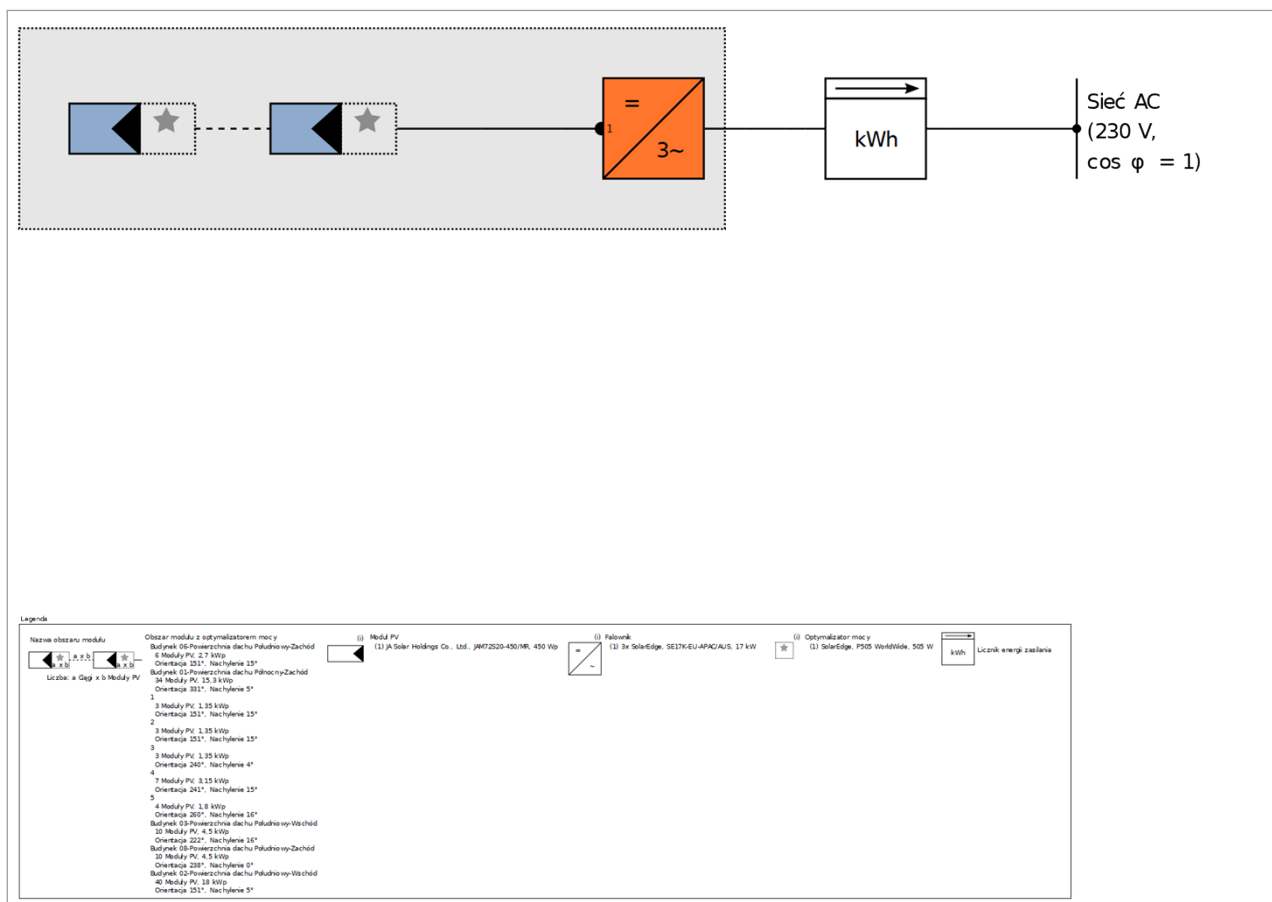 =
1
3~
kWh
Sieć AC
(230 V,
cos φ = 1)
Legenda
Nazwa obszaru modułu
a x b
a x b
a x b
Liczba: a Ciągi x b Moduły PV
Obszar modułu z optymalizatorem mocy
Budynek 06-Powierzchnia dachu Południowy-Zachód
6 Moduły PV, 2,7 kWp
Orientacja 151°, Nachylenie 15°
Budynek 01-Powierzchnia dachu Północny-Zachód
34 Moduły PV, 15,3 kWp
Orientacja 331°, Nachylenie 5°
1
3 Moduły PV, 1,35 kWp
Orientacja 151°, Nachylenie 15°
2
3 Moduły PV, 1,35 kWp
Orientacja 151°, Nachylenie 15°
3
3 Moduły PV, 1,35 kWp
Orientacja 240°, Nachylenie 4°
4
7 Moduły PV, 3,15 kWp
Orientacja 241°, Nachylenie 15°
5
4 Moduły PV, 1,8 kWp
Orientacja 260°, Nachylenie 16°
Budynek 03-Powierzchnia dachu Południowy-Wschód
10 Moduły PV, 4,5 kWp
Orientacja 222°, Nachylenie 16°
Budynek 08-Powierzchnia dachu Południowy-Zachód
10 Moduły PV, 4,5 kWp
Orientacja 238°, Nachylenie 0°
Budynek 02-Powierzchnia dachu Południowy-Wschód
40 Moduły PV, 18 kWp
Orientacja 151°, Nachylenie 5°
(i) Moduł PV
(1) JA Solar Holdings Co., Ltd., JAM72S20-450/MR, 450 Wp
=
~
(i) Falownik
(1) 3x SolarEdge, SE17K-EU-APAC/AUS, 17 kW
(i) Optymalizator mocy
(1) SolarEdge, P505 WorldWide, 505 W
kWh
Licznik energii zasilania